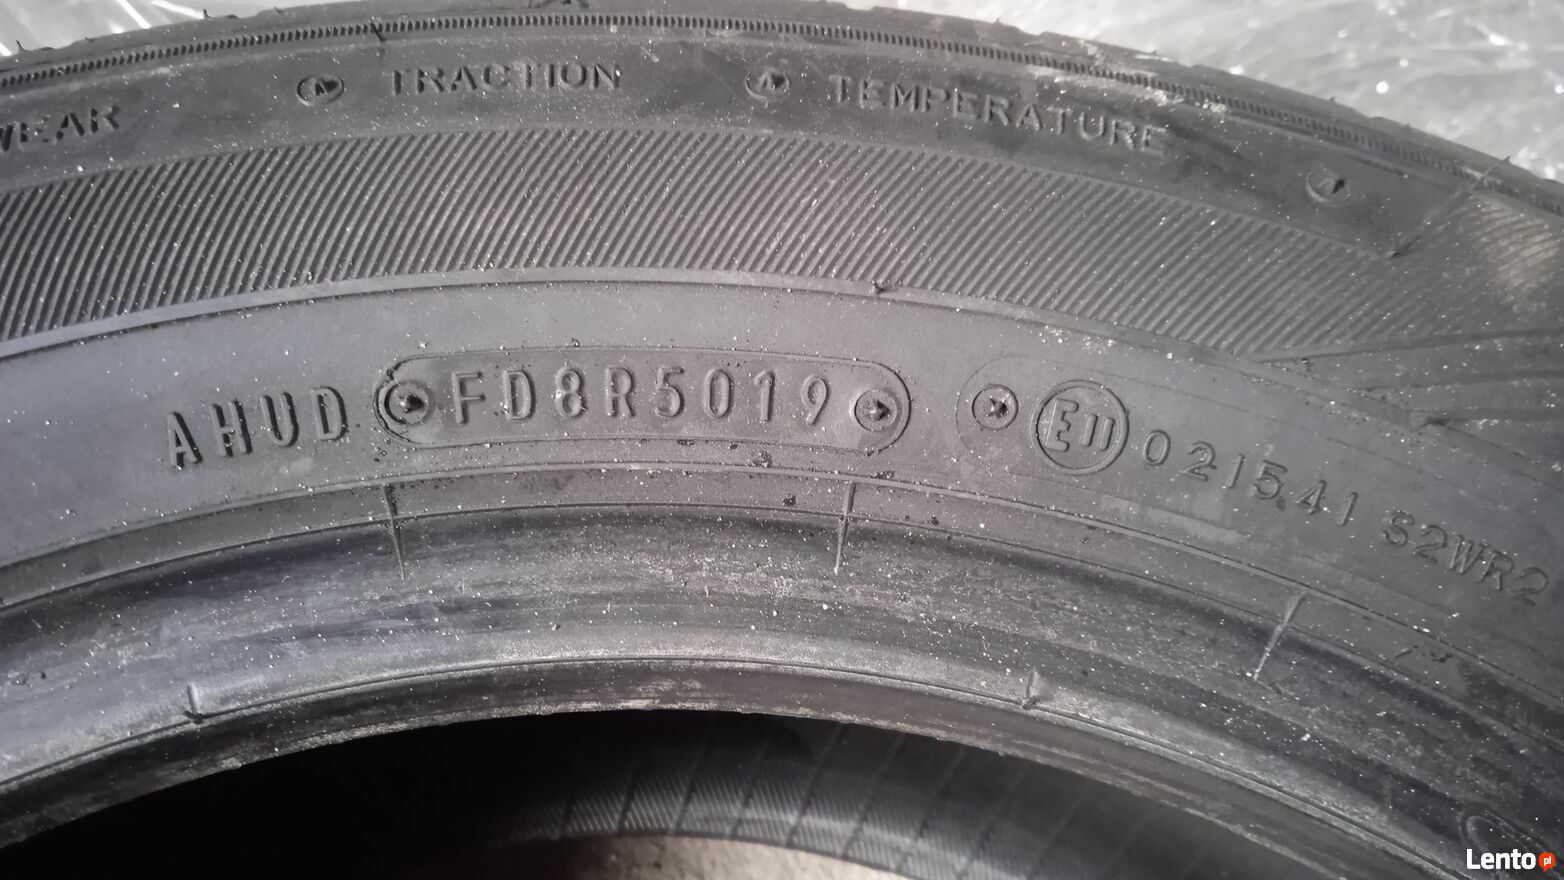 WEAR A TRACTION A TEMPERATURE A
AHUD FD8R5019 E11 021541 S2WR2
Lento pl